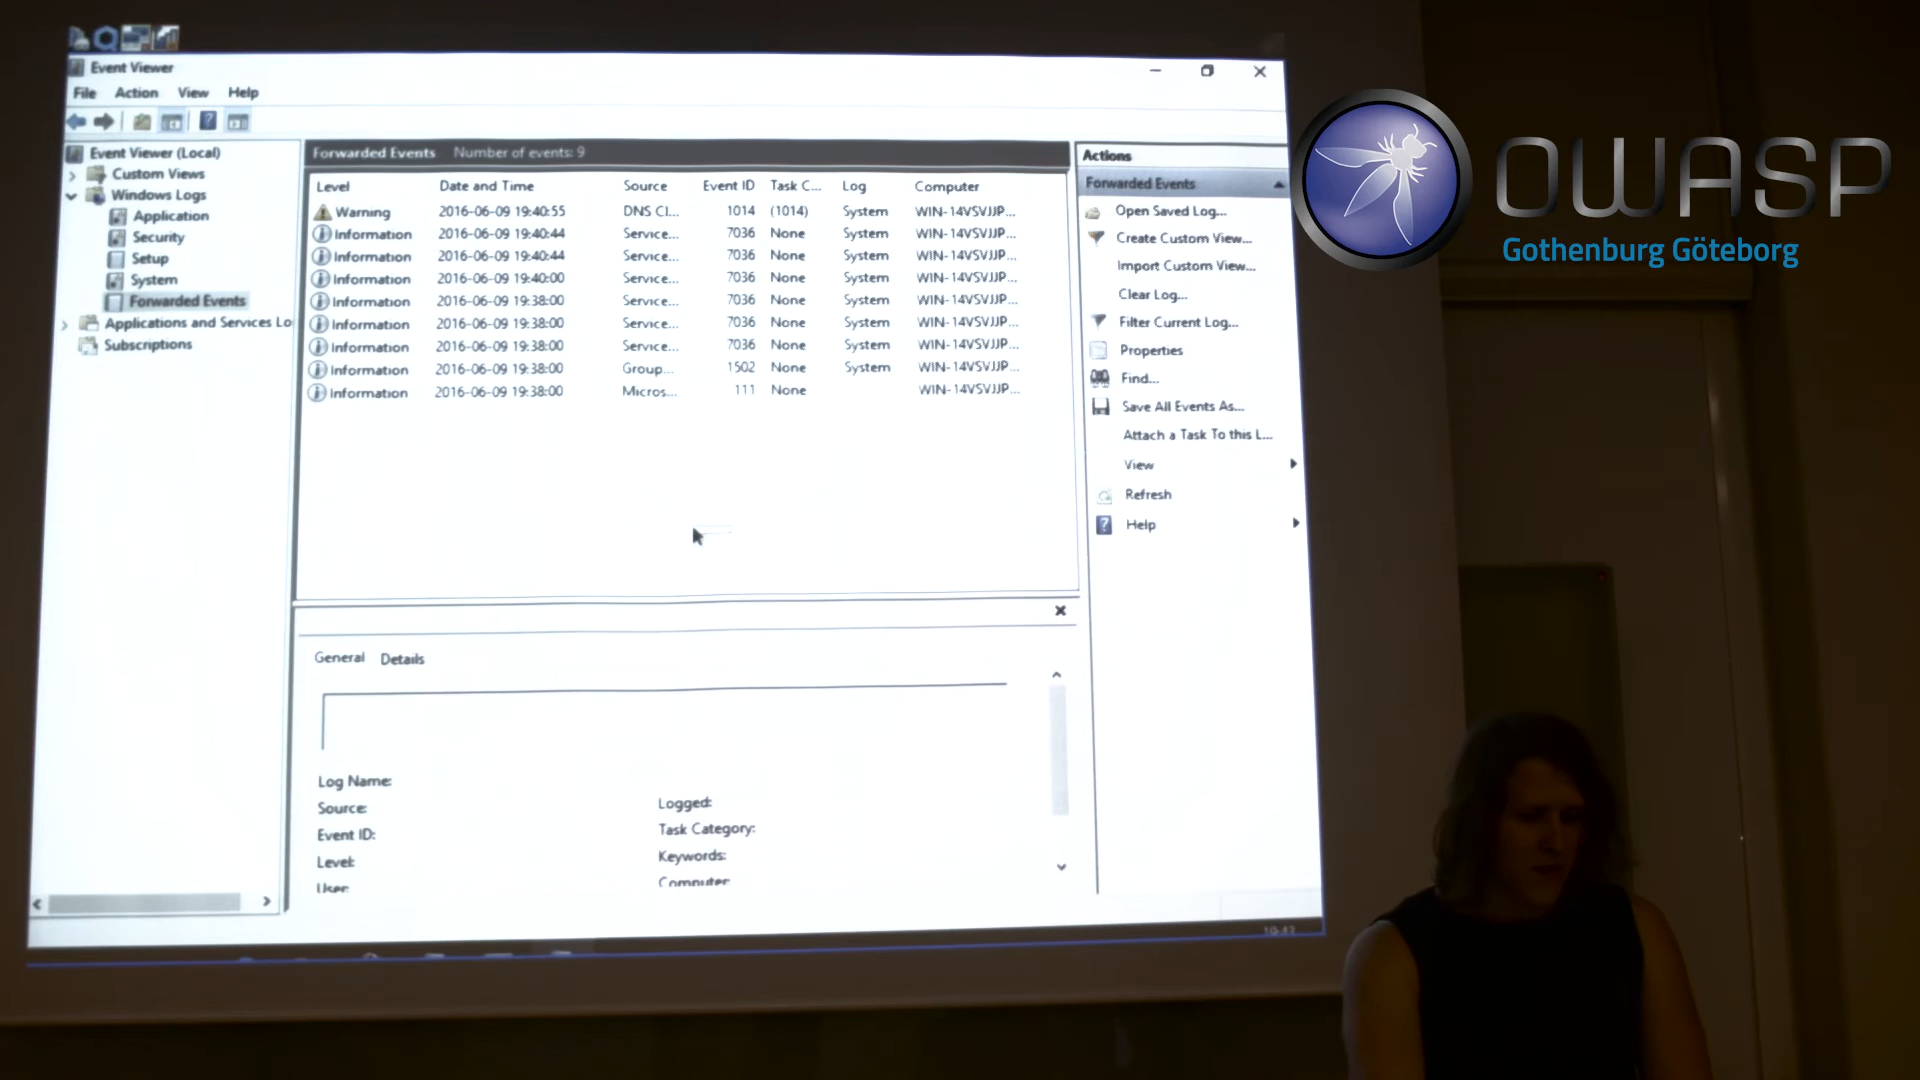 Event Viewer
File Action View Help
Event Viewer (Local)
Custom Views
Windows Logs
Application
Security
Setup
System
Forwarded Events
Applications and Services Lo
Subscriptions
Forwarded Events Number of events: 9
Level Date and Time Source Event ID Task C... Log Computer
Warning 2016-06-09 19:40:55 DNS Cl... 1014 (1014) System WIN-14VSVJJP...
Information 2016-06-09 19:40:44 Service... 7036 None System WIN-14VSVJJP...
Information 2016-06-09 19:40:44 Service... 7036 None System WIN-14VSVJJP...
Information 2016-06-09 19:40:00 Service... 7036 None System WIN-14VSVJJP...
Information 2016-06-09 19:38:00 Service... 7036 None System WIN-14VSVJJP...
Information 2016-06-09 19:38:00 Service... 7036 None System WIN-14VSVJJP...
Information 2016-06-09 19:38:00 Service... 7036 None System WIN-14VSVJJP...
Information 2016-06-09 19:38:00 Group... 1502 None System WIN-14VSVJJP...
Information 2016-06-09 19:38:00 Micros... 111 None WIN-14VSVJJP...
General Details
Log Name:
Source: Logged:
Event ID: Task Category:
Level: Keywords:
User: Computer:
Actions
Forwarded Events
Open Saved Log...
Create Custom View...
Import Custom View...
Clear Log...
Filter Current Log...
Properties
Find...
Save All Events As...
Attach a Task To this L...
View
Refresh
Help
OWASP
Gothenburg Göteborg